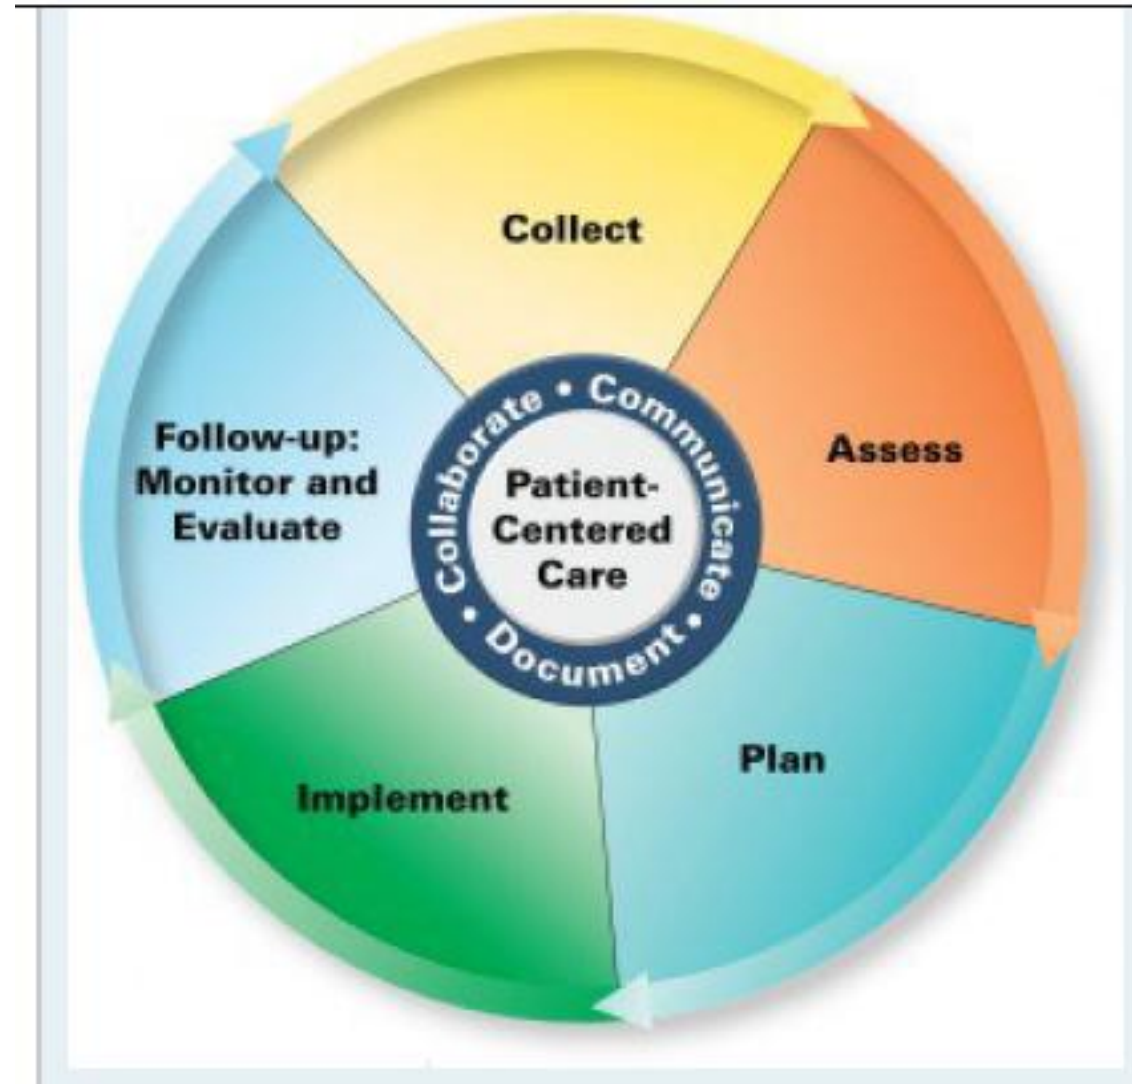 Collect
Assess
Plan
Implement
Follow-up:
Monitor and
Evaluate
Collaborate • Communicate • Document •
Patient-
Centered
Care